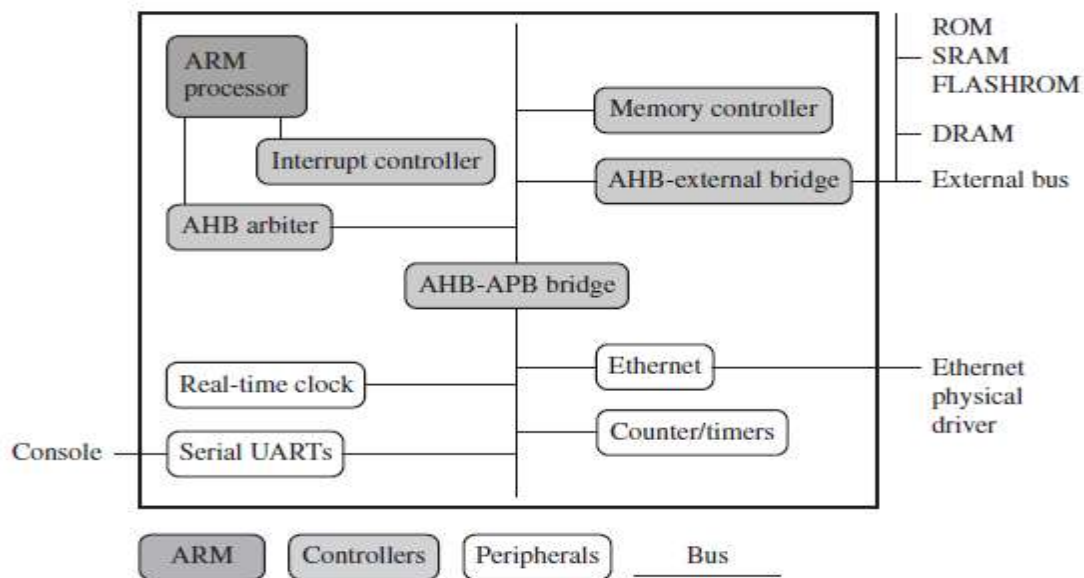 ARM
processor
Interrupt controller
AHB arbiter
Memory controller
AHB-external bridge
AHB-APB bridge
ROM
SRAM
FLASHROM
DRAM
External bus
Real-time clock
Ethernet
Ethernet
physical
driver
Counter/timers
Console
Serial UARTs
ARM
Controllers
Peripherals
Bus